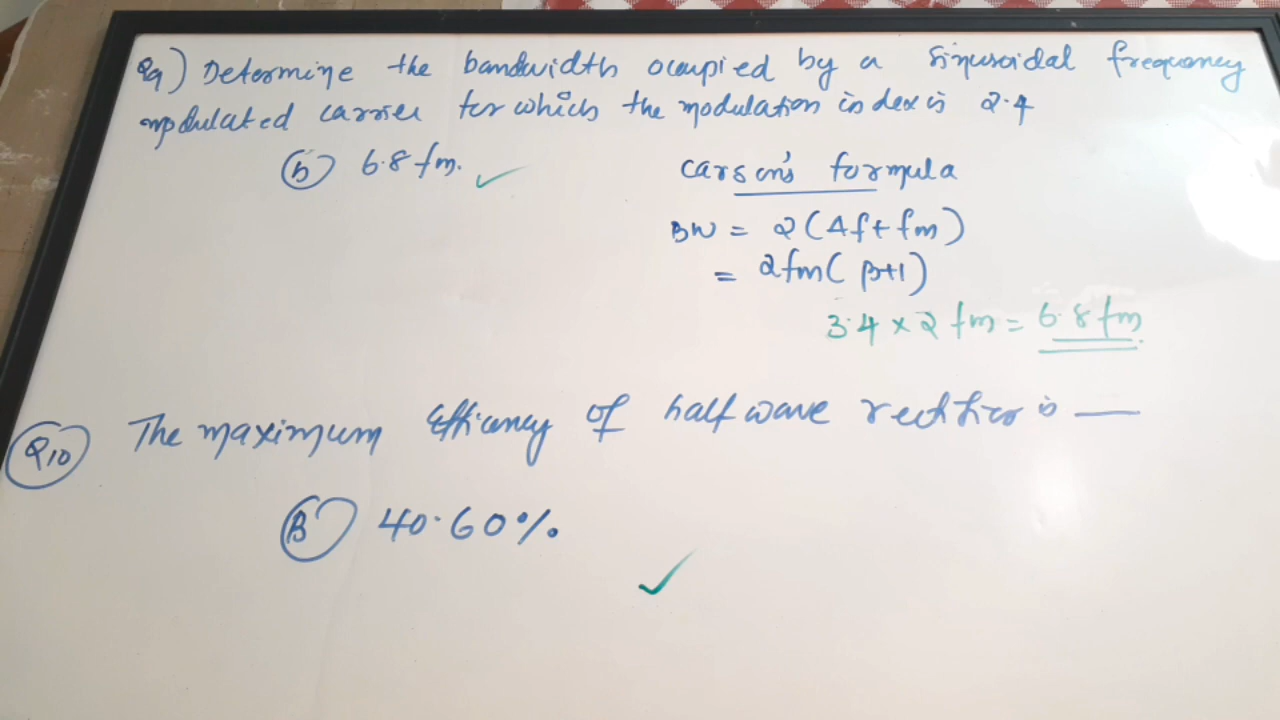 Q9) Determine the bandwidth occupied by a sinusoidal frequency
modulated carrier for which the modulation index is 2.4
(b) 6.8 fm. ✓
Carson's formula
BW = 2(Δf + fm)
= 2fm(β+1)
3.4 × 2 fm = 6.8 fm.
Q10 The maximum efficiency of half wave rectifier is —
(B) 40.60%
✓